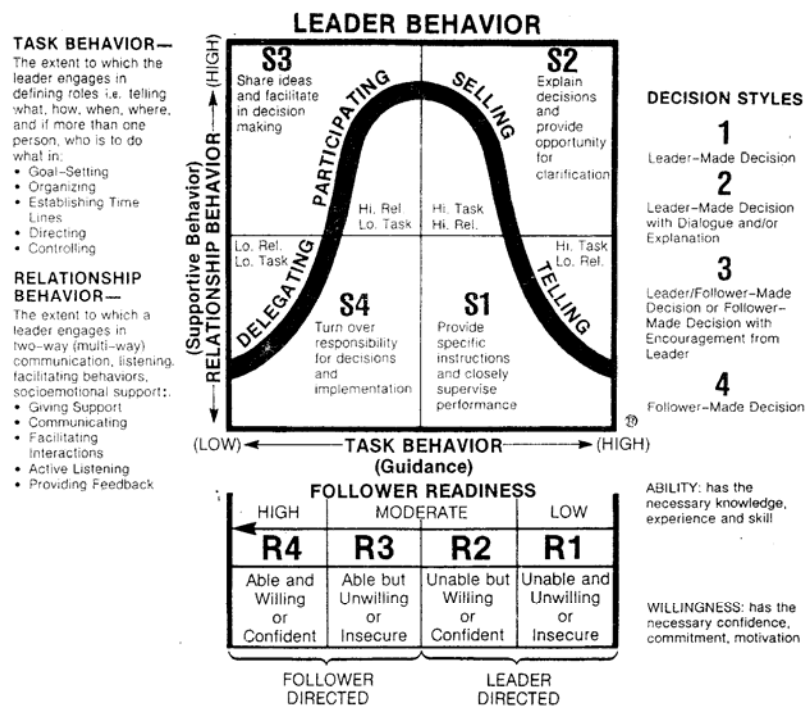 LEADER BEHAVIOR
TASK BEHAVIOR—
The extent to which the
leader engages in
defining roles i.e. telling
what, how, when, where,
and if more than one
person, who is to do
what in:
• Goal-Setting
• Organizing
• Establishing Time
Lines
• Directing
• Controlling
RELATIONSHIP
BEHAVIOR—
The extent to which a
leader engages in
two-way (multi-way)
communication, listening,
facilitating behaviors,
socioemotional support:.
• Giving Support
• Communicating
• Facilitating
Interactions
• Active Listening
• Providing Feedback
(HIGH)
RELATIONSHIP BEHAVIOR
(Supportive Behavior)
S3
Share ideas
and facilitate
in decision
making
PARTICIPATING
Hi. Rel.
Lo. Task
S2
Explain
decisions
and
provide
opportunity
for
clarification
SELLING
Hi. Task
Hi. Rel.
Lo. Rel.
Lo. Task
DELEGATING
S4
Turn over
responsibility
for decisions
and
implementation
Hi. Task
Lo. Rel.
TELLING
S1
Provide
specific
instructions
and closely
supervise
performance
®
(LOW) TASK BEHAVIOR (HIGH)
(Guidance)
DECISION STYLES
1
Leader-Made Decision
2
Leader-Made Decision
with Dialogue and/or
Explanation
3
Leader/Follower-Made
Decision or Follower-
Made Decision with
Encouragement from
Leader
4
Follower-Made Decision
FOLLOWER READINESS
HIGH MODERATE LOW
R4 R3 R2 R1
Able and
Willing
or
Confident
Able but
Unwilling
or
Insecure
Unable but
Willing
or
Confident
Unable and
Unwilling
or
Insecure
FOLLOWER
DIRECTED
LEADER
DIRECTED
ABILITY: has the
necessary knowledge,
experience and skill
WILLINGNESS: has the
necessary confidence,
commitment, motivation